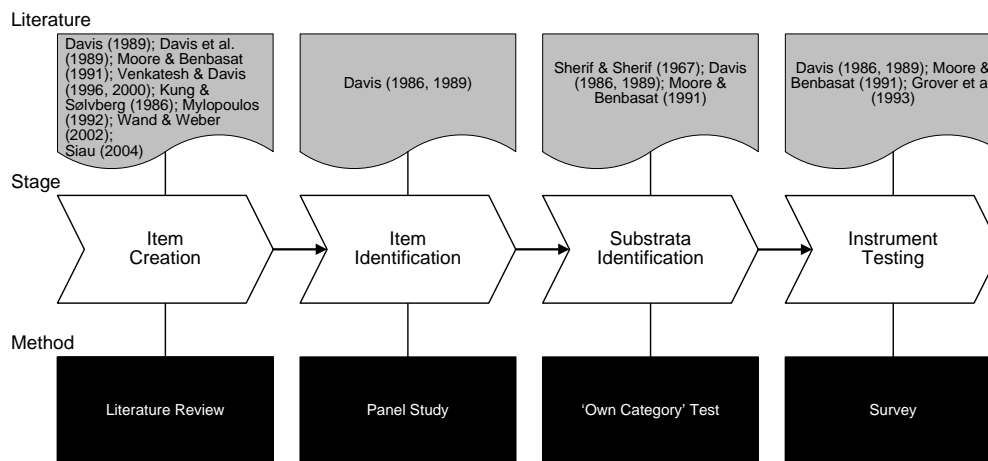 Literature
Davis (1989); Davis et al.
(1989); Moore & Benbasat
(1991); Venkatesh & Davis
(1996, 2000); Kung &
Sølvberg (1986); Mylopoulos
(1992); Wand & Weber
(2002);
Siau (2004)
Davis (1986, 1989)
Sherif & Sherif (1967); Davis
(1986, 1989); Moore &
Benbasat (1991)
Davis (1986, 1989); Moore &
Benbasat (1991); Grover et al
(1993)
Stage
Item
Creation
Item
Identification
Substrata
Identification
Instrument
Testing
Method
Literature Review
Panel Study
‘Own Category’ Test
Survey